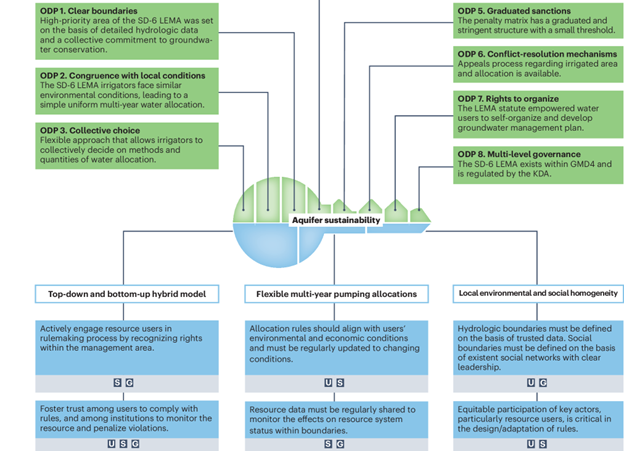 ODP 1. Clear boundaries
High-priority area of the SD-6 LEMA was set
on the basis of detailed hydrologic data
and a collective commitment to groundwa-
ter conservation.
ODP 2. Congruence with local conditions
The SD-6 LEMA irrigators face similar
environmental conditions, leading to a
simple uniform multi-year water allocation.
ODP 3. Collective choice
Flexible approach that allows irrigators to
collectively decide on methods and
quantities of water allocation.
ODP 5. Graduated sanctions
The penalty matrix has a graduated and
stringent structure with a small threshold.
ODP 6. Conflict-resolution mechanisms
Appeals process regarding irrigated area
and allocation is available.
ODP 7. Rights to organize
The LEMA statute empowered water
users to self-organize and develop
groundwater management plan.
ODP 8. Multi-level governance
The SD-6 LEMA exists within GMD4 and
is regulated by the KDA.
Aquifer sustainability
Top-down and bottom-up hybrid model
Actively engage resource users in
rulemaking process by recognizing rights
within the management area.
S G
Foster trust among users to comply with
rules, and among institutions to monitor the
resource and penalize violations.
U S G
Flexible multi-year pumping allocations
Allocation rules should align with users'
environmental and economic conditions
and must be regularly updated to changing
conditions.
U S
Resource data must be regularly shared to
monitor the effects on resource system
status within boundaries.
S G
Local environmental and social homogeneity
Hydrologic boundaries must be defined
on the basis of trusted data. Social
boundaries must be defined on the basis
of existent social networks with clear
leadership.
U G
Equitable participation of key actors,
particularly resource users, is critical in
the design/adaptation of rules.
U S